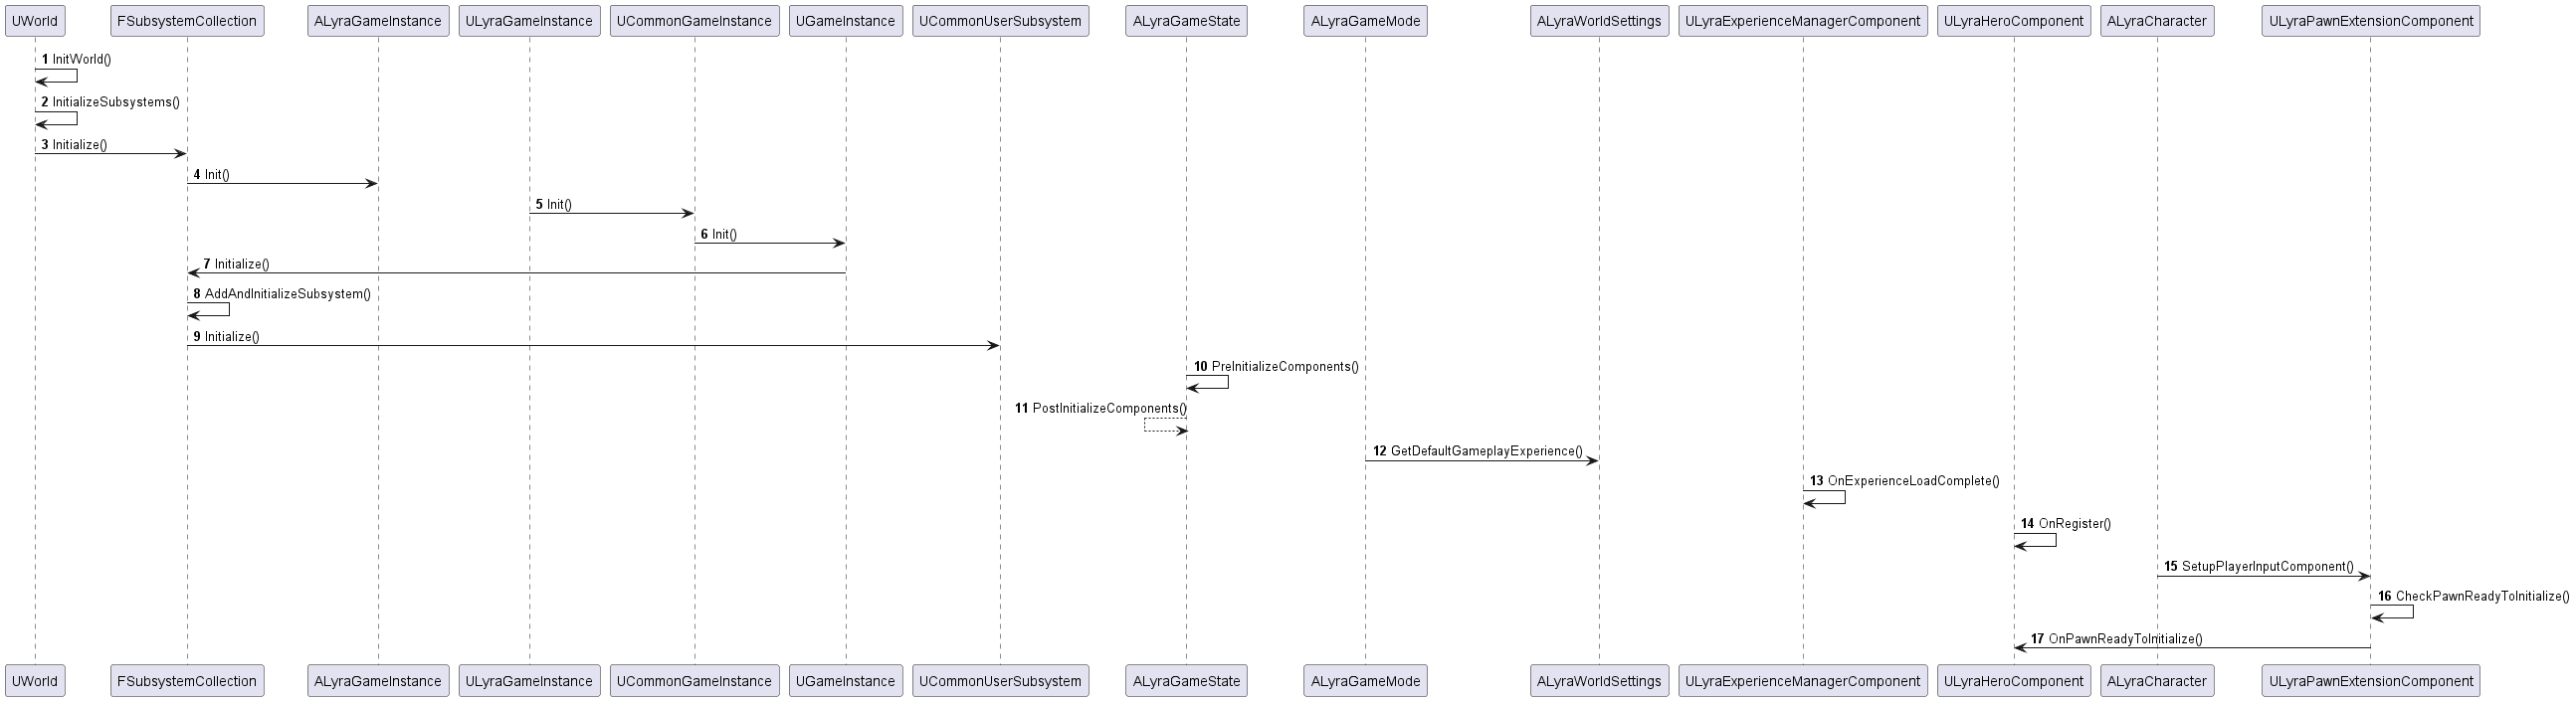 UWorld FSubsystemCollection ALyraGameInstance ULyraGameInstance UCommonGameInstance UGameInstance UCommonUserSubsystem ALyraGameState ALyraGameMode ALyraWorldSettings ULyraExperienceManagerComponent ULyraHeroComponent ALyraCharacter ULyraPawnExtensionComponent
1 InitWorld()
2 InitializeSubsystems()
3 Initialize()
4 Init()
5 Init()
6 Init()
7 Initialize()
8 AddAndInitializeSubsystem()
9 Initialize()
10 PreInitializeComponents()
11 PostInitializeComponents()
12 GetDefaultGameplayExperience()
13 OnExperienceLoadComplete()
14 OnRegister()
15 SetupPlayerInputComponent()
16 CheckPawnReadyToInitialize()
17 OnPawnReadyToInitialize()
UWorld FSubsystemCollection ALyraGameInstance ULyraGameInstance UCommonGameInstance UGameInstance UCommonUserSubsystem ALyraGameState ALyraGameMode ALyraWorldSettings ULyraExperienceManagerComponent ULyraHeroComponent ALyraCharacter ULyraPawnExtensionComponent